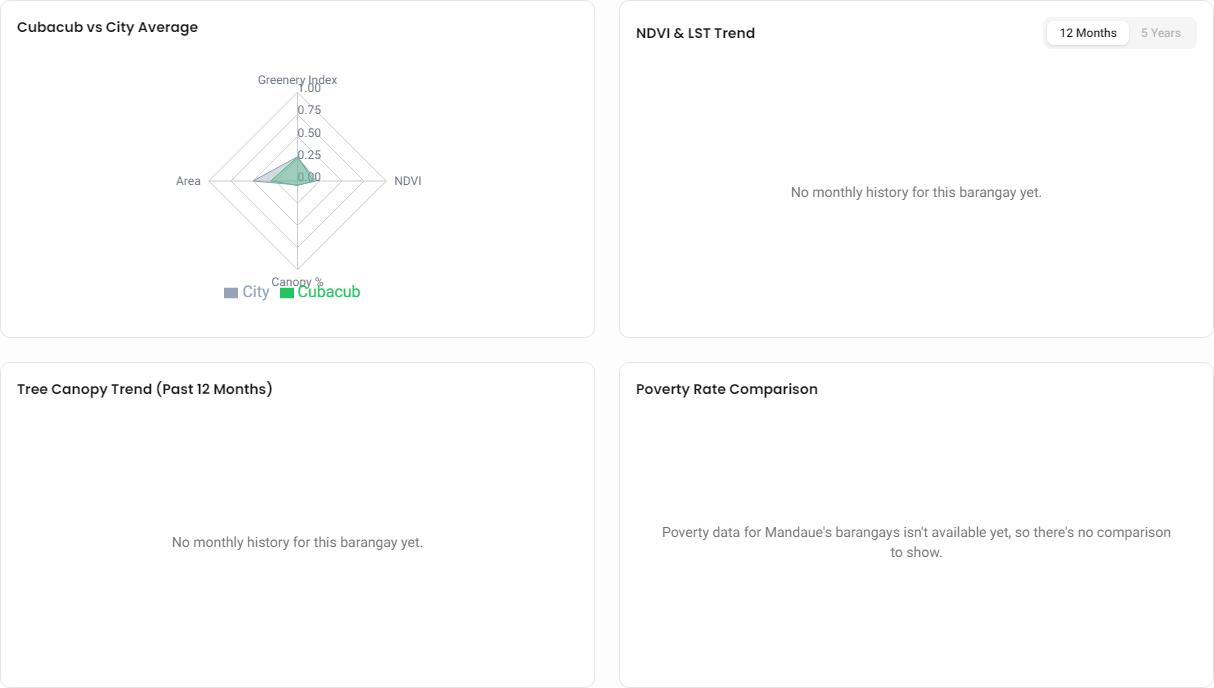 Cubacub vs City Average
Greenery Index
1.00
0.75
0.50
0.25
0.00
Area
NDVI
Canopy %
City
Cubacub
NDVI & LST Trend
12 Months
5 Years
No monthly history for this barangay yet.
Tree Canopy Trend (Past 12 Months)
No monthly history for this barangay yet.
Poverty Rate Comparison
Poverty data for Mandaue's barangays isn't available yet, so there's no comparison
to show.